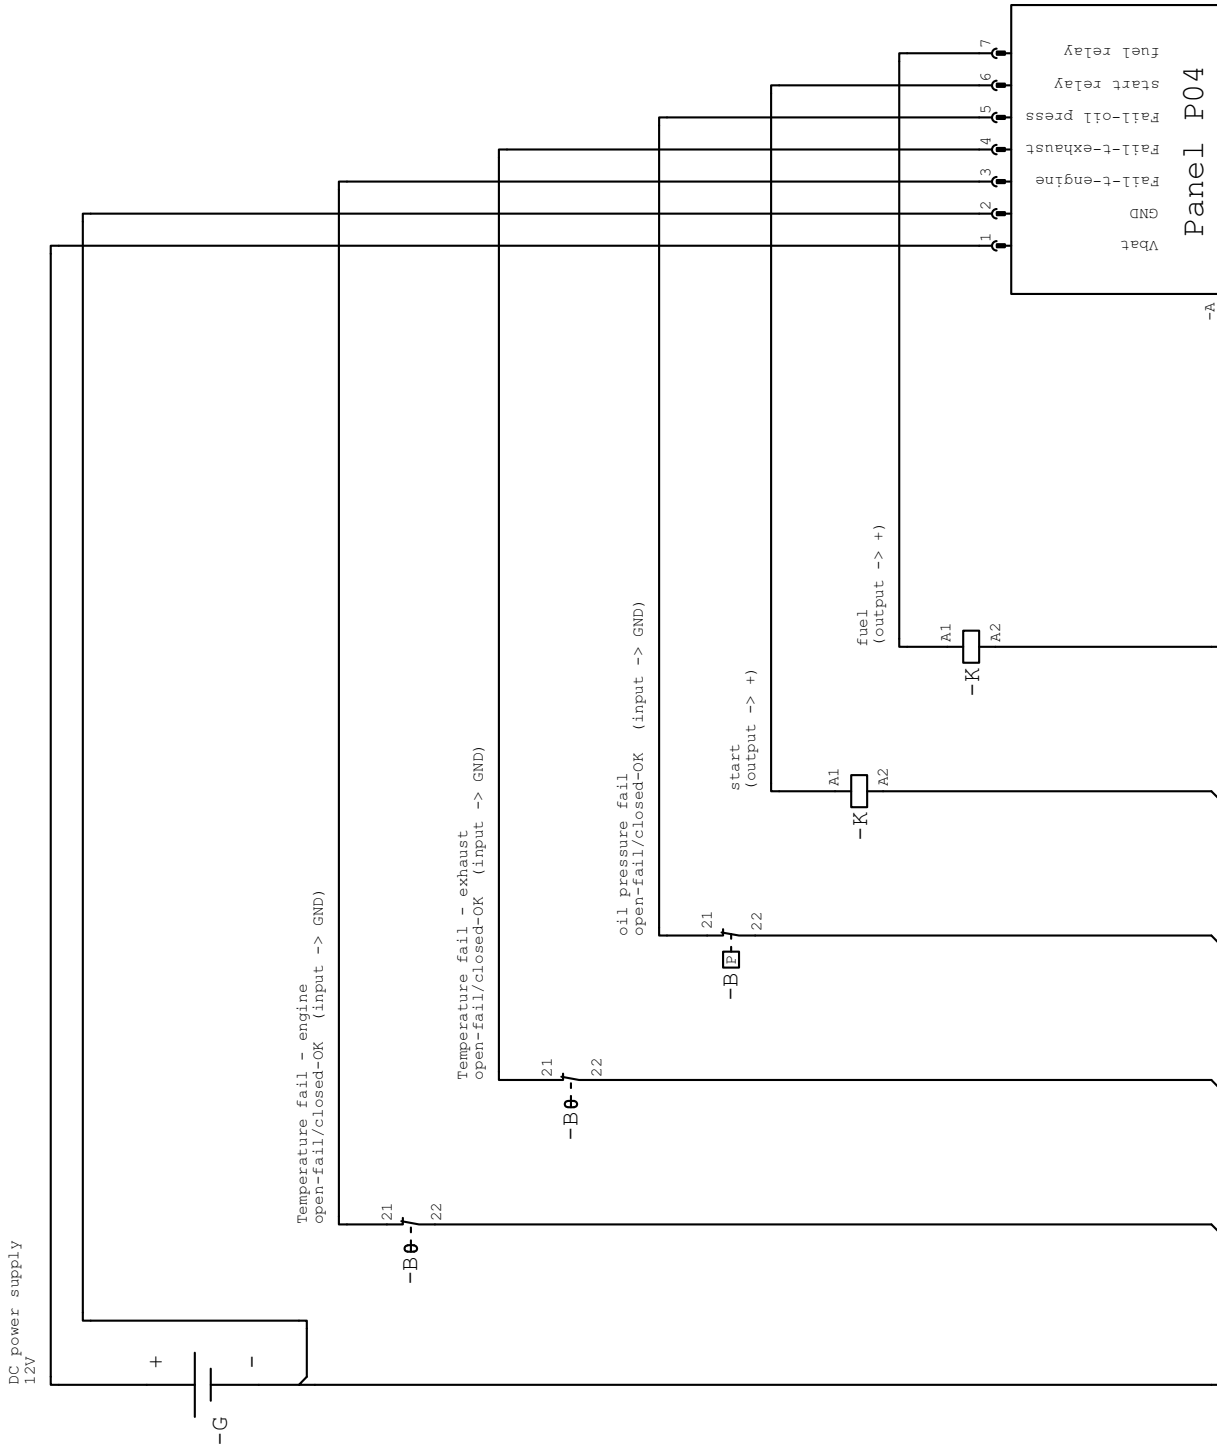 DC power supply
12V
+
-
-G
Temperature fail - engine
open-fail/closed-OK (input -> GND)
21
22
-B
Temperature fail - exhaust
open-fail/closed-OK (input -> GND)
21
22
-B
oil pressure fail
open-fail/closed-OK (input -> GND)
21
22
-B
P
start
(output -> +)
A1
A2
-K
fuel
(output -> +)
A1
A2
-K
1
2
3
4
5
6
7
Vbat
GND
Fail-t-engine
Fail-t-exhaust
Fail-oil press
start relay
fuel relay
Panel P04
-A